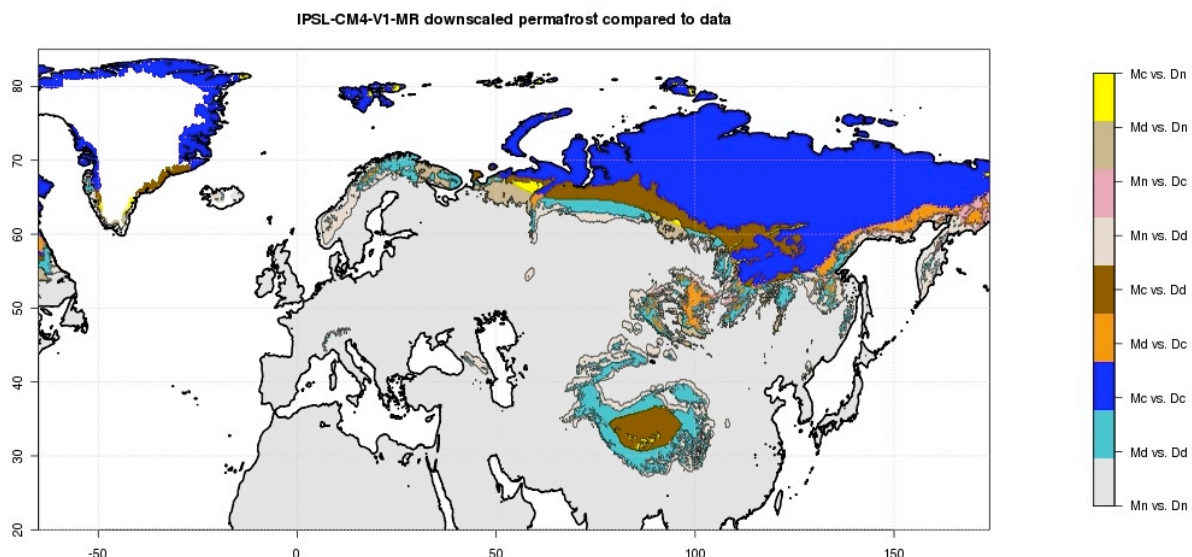 IPSL-CM4-V1-MR downscaled permafrost compared to data
80
70
60
50
40
30
20
-50
0
50
100
150
Mc vs. Dn
Md vs. Dn
Mn vs. Dc
Mn vs. Dd
Mc vs. Dd
Md vs. Dc
Mc vs. Dc
Md vs. Dd
Mn vs. Dn